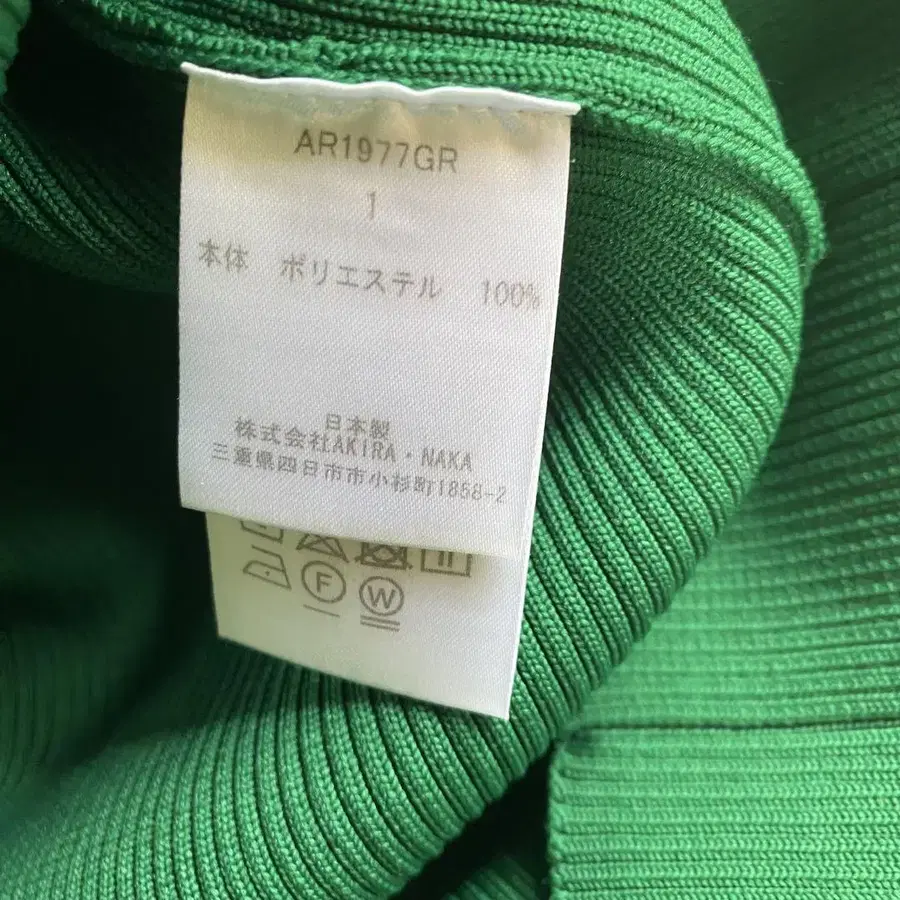 AR1977GR
1
本体 ポリエステル 100%
日本製
株式会社AKIRA・NAKA
三重県四日市市小杉町1858-2
F
W